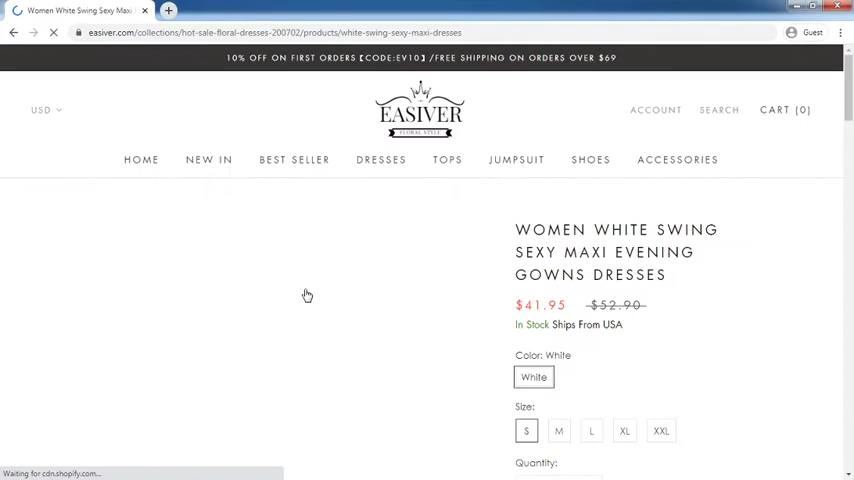 Women White Swing Sexy Maxi
Guest
easiver.com/collections/hot-sale-floral-dresses-200702/products/white-swing-sexy-maxi-dresses
10% OFF ON FIRST ORDERS【CODE:EV10】/FREE SHIPPING ON ORDERS OVER $69
USD
EASIVER
FLORAL STYLE
ACCOUNT SEARCH CART (0)
HOME NEW IN BEST SELLER DRESSES TOPS JUMPSUIT SHOES ACCESSORIES
WOMEN WHITE SWING
SEXY MAXI EVENING
GOWNS DRESSES
$41.95 $52.90
In Stock Ships From USA
Color: White
White
Size:
S M L XL XXL
Quantity:
Waiting for cdn.shopify.com...